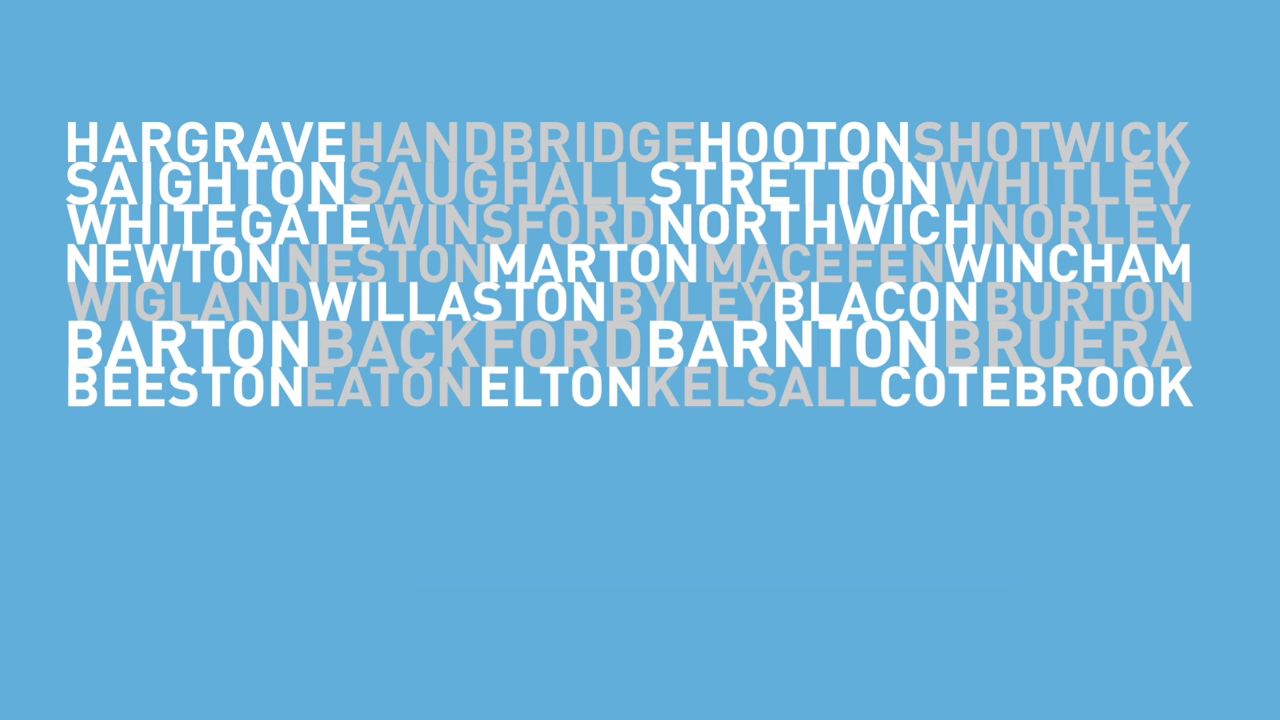 HARGRAVEHANDBRIDGEHOOTONSHOTWICK
SAIGHTONSAUGHALLSTRETTONWHITLEY
WHITEGATEWINSFORDNORTHWICHNORLEY
NEWTONNESTONMARTONMACEFENWINCHAM
WIGLANDWILLASTONBYLEYBLACONBURTON
BARTONBACKFORDBARNTONBRUERA
BEESTONEATONELTONKELSALLCOTEBROOK